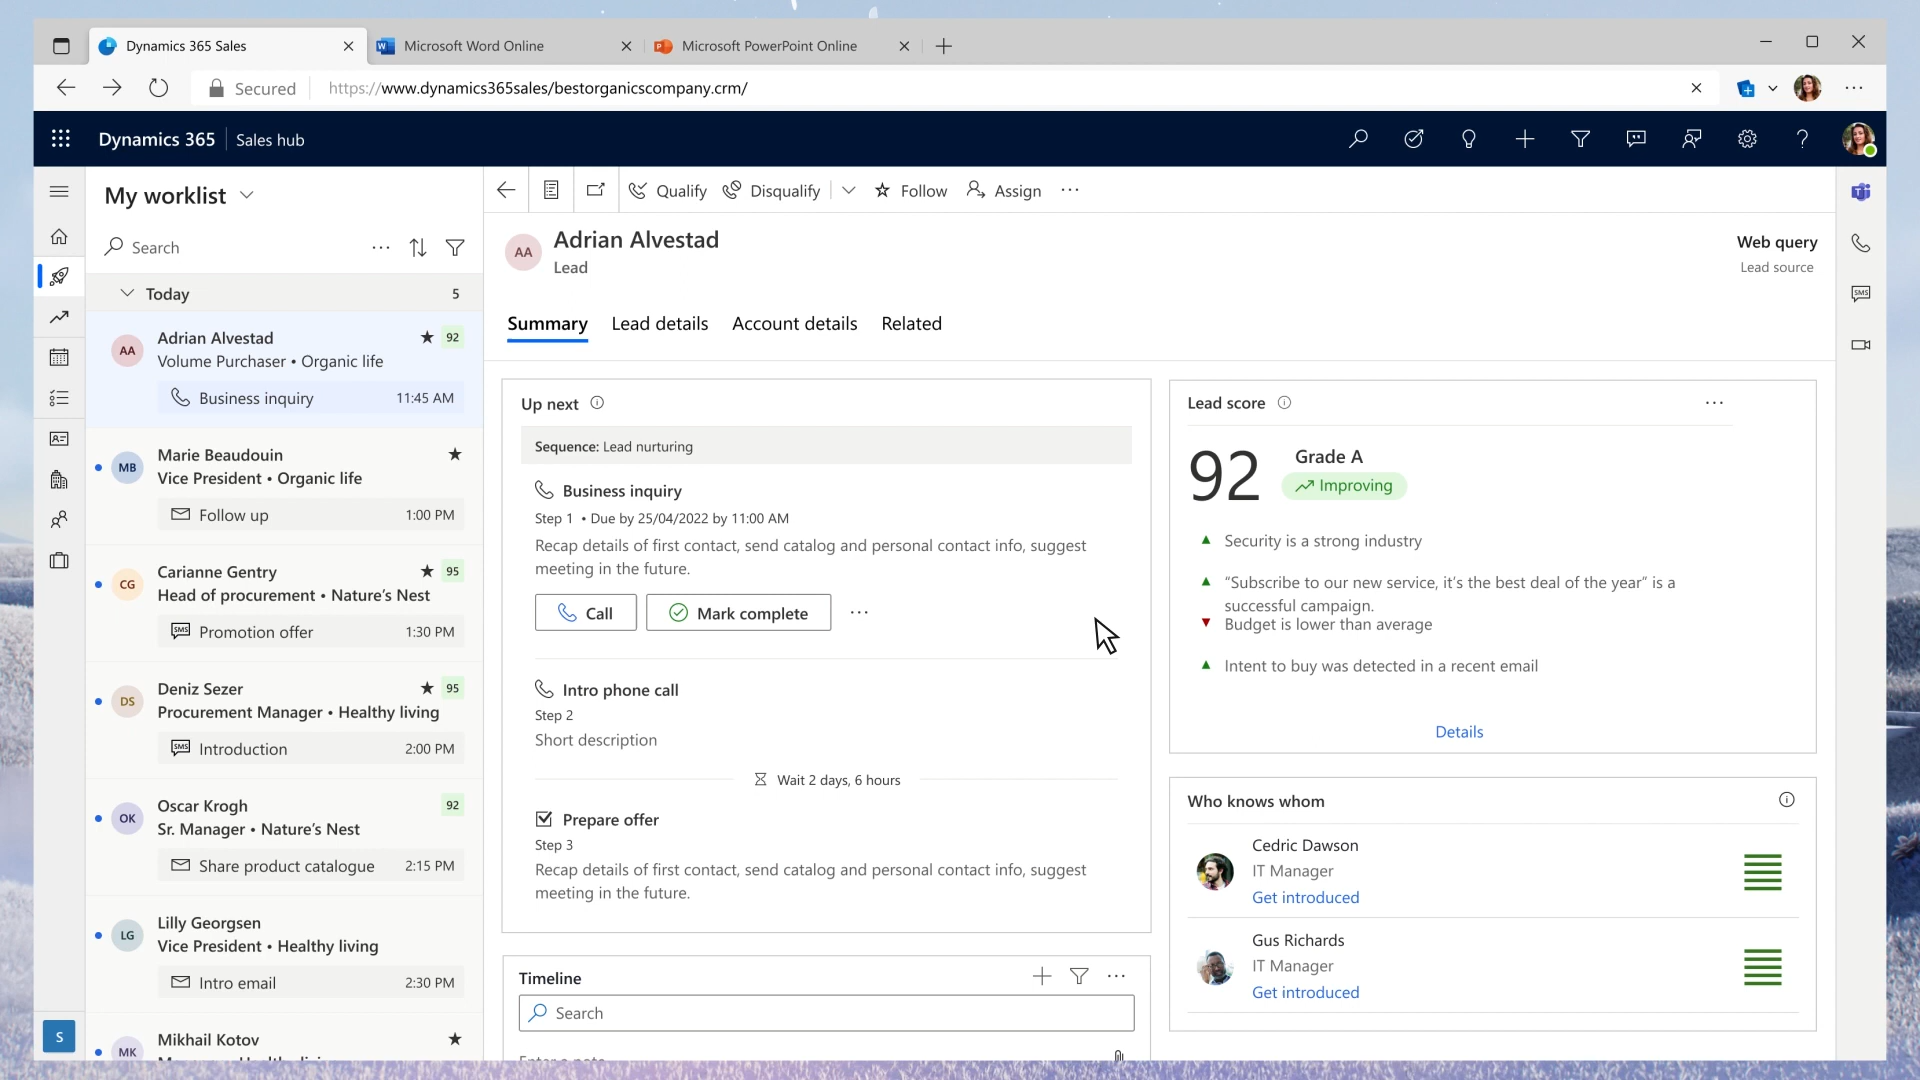 Dynamics 365 Sales
Microsoft Word Online
Microsoft PowerPoint Online
Secured
https://www.dynamics365sales/bestorganicscompany.crm/
Dynamics 365
Sales hub
My worklist
Search
Today 5
AA
Adrian Alvestad 92
Volume Purchaser • Organic life
Business inquiry 11:45 AM
MB
Marie Beaudouin
Vice President • Organic life
Follow up 1:00 PM
CG
Carianne Gentry 95
Head of procurement • Nature’s Nest
SMS Promotion offer 1:30 PM
DS
Deniz Sezer 95
Procurement Manager • Healthy living
SMS Introduction 2:00 PM
OK
Oscar Krogh 92
Sr. Manager • Nature’s Nest
Share product catalogue 2:15 PM
LG
Lilly Georgsen
Vice President • Healthy living
Intro email 2:30 PM
MK
Mikhail Kotov
S
Qualify
Disqualify
Follow
Assign
AA
Adrian Alvestad
Lead
Web query
Lead source
Summary
Lead details
Account details
Related
Up next
Sequence: Lead nurturing
Business inquiry
Step 1 • Due by 25/04/2022 by 11:00 AM
Recap details of first contact, send catalog and personal contact info, suggest
meeting in the future.
Call
Mark complete
Intro phone call
Step 2
Short description
Wait 2 days, 6 hours
Prepare offer
Step 3
Recap details of first contact, send catalog and personal contact info, suggest
meeting in the future.
Timeline
Search
Lead score
92
Grade A
Improving
Security is a strong industry
“Subscribe to our new service, it’s the best deal of the year” is a
successful campaign.
Budget is lower than average
Intent to buy was detected in a recent email
Details
Who knows whom
Cedric Dawson
IT Manager
Get introduced
Gus Richards
IT Manager
Get introduced
SMS